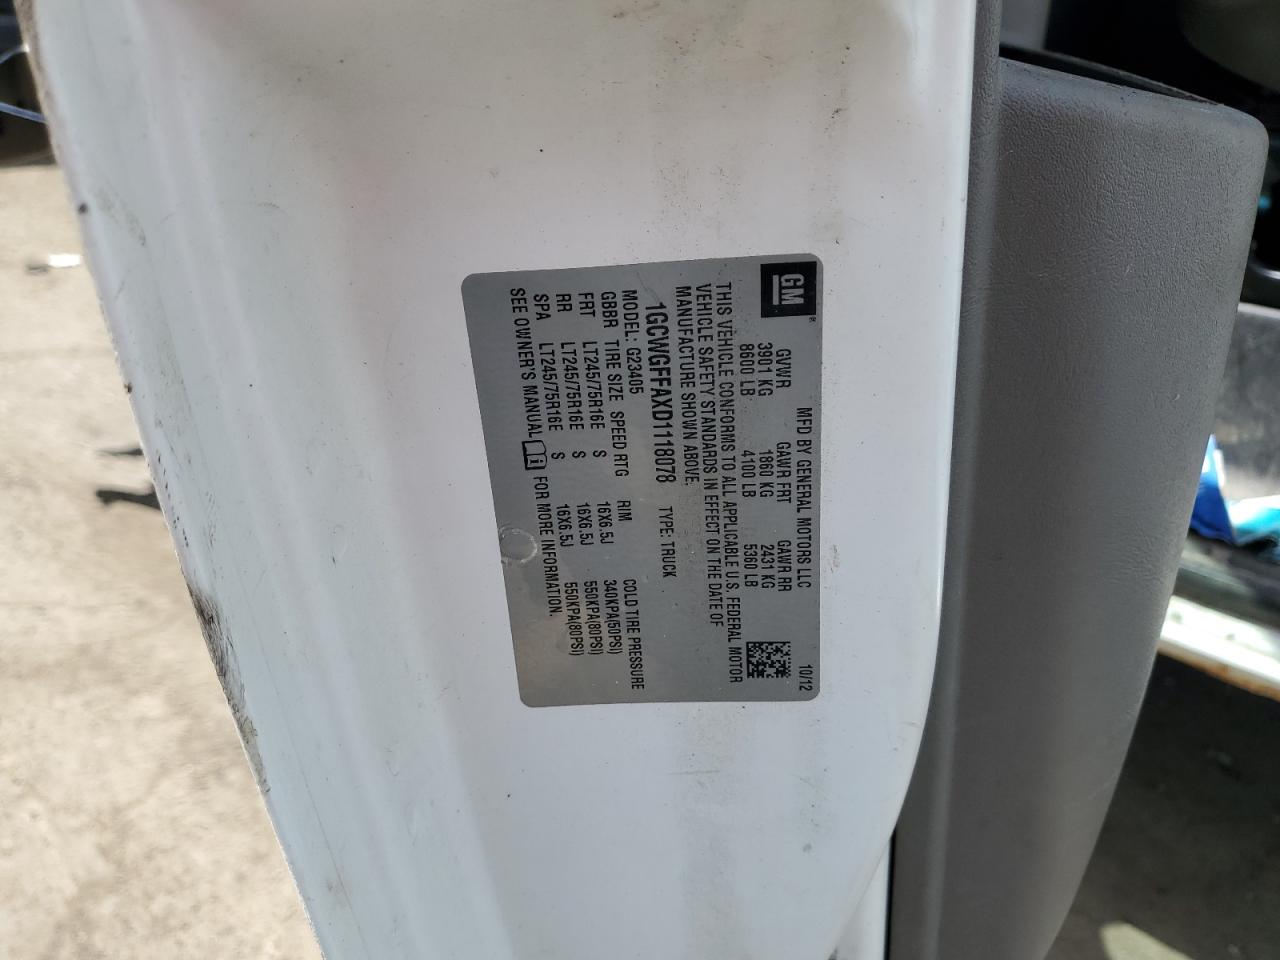 GM
MFD BY GENERAL MOTORS LLC 10/12
GVWR GAWR FRT GAWR RR
3901 KG 1860 KG 2431 KG
8600 LB 4100 LB 5360 LB
THIS VEHICLE CONFORMS TO ALL APPLICABLE U.S. FEDERAL MOTOR
VEHICLE SAFETY STANDARDS IN EFFECT ON THE DATE OF
MANUFACTURE SHOWN ABOVE.
1GCWGFFAXD1118078 TYPE: TRUCK
MODEL: G23405
GBBR TIRE SIZE SPEED RTG RIM COLD TIRE PRESSURE
FRT LT245/75R16E S 16X6.5J 340KPA(50PSI)
RR LT245/75R16E S 16X6.5J 550KPA(80PSI)
SPA LT245/75R16E S 16X6.5J 550KPA(80PSI)
SEE OWNER'S MANUAL FOR MORE INFORMATION.